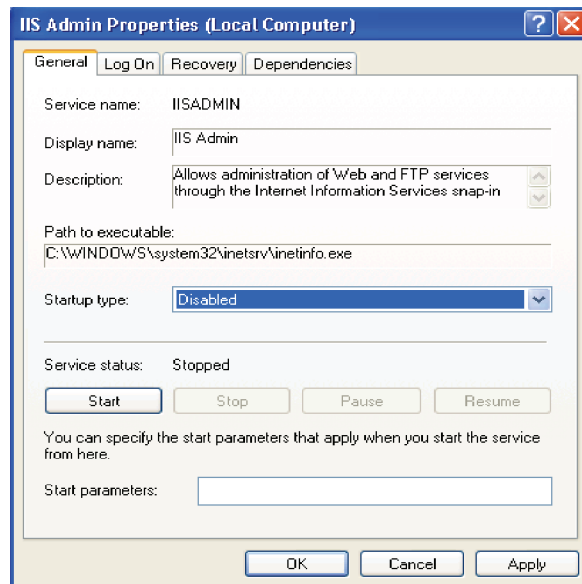 IIS Admin Properties (Local Computer)
General Log On Recovery Dependencies
Service name: IISADMIN
Display name: IIS Admin
Description: Allows administration of Web and FTP services
through the Internet Information Services snap-in
Path to executable:
C:\WINDOWS\system32\inetsrv\inetinfo.exe
Startup type: Disabled
Service status: Stopped
Start Stop Pause Resume
You can specify the start parameters that apply when you start the service
from here.
Start parameters:
OK Cancel Apply